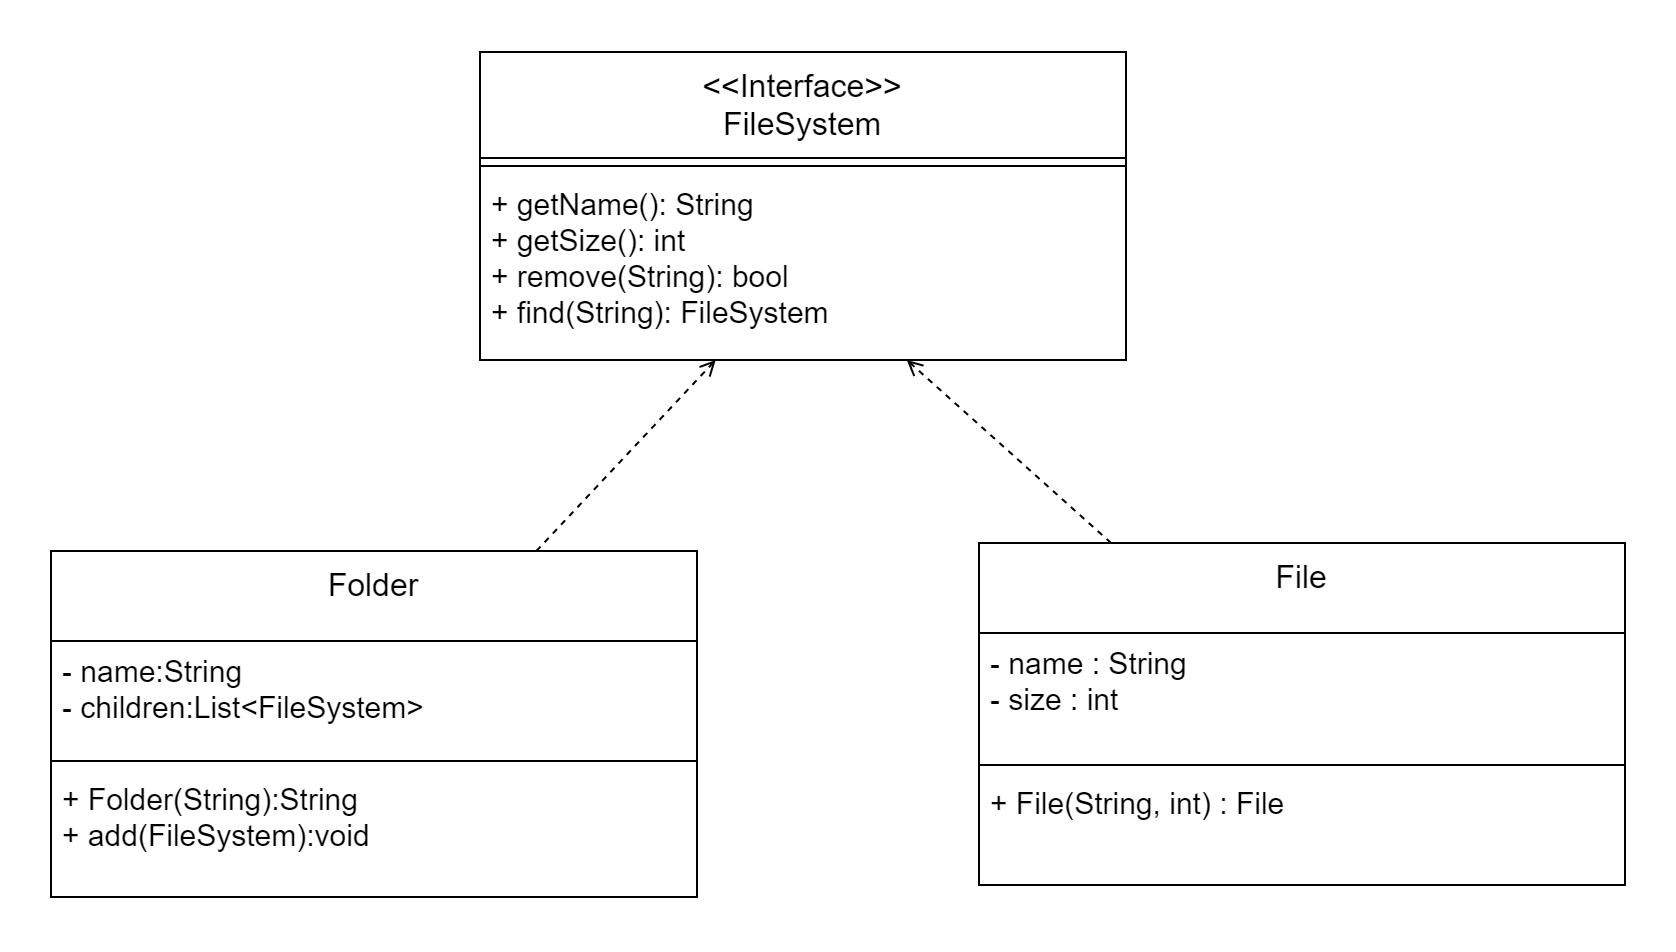 <<Interface>>
FileSystem
+ getName(): String
+ getSize(): int
+ remove(String): bool
+ find(String): FileSystem
Folder
- name:String
- children:List<FileSystem>
+ Folder(String):String
+ add(FileSystem):void
File
- name : String
- size : int
+ File(String, int) : File